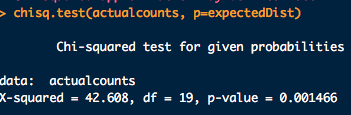 > chisq.test(actualcounts, p=expectedDist)
Chi-squared test for given probabilities
data:  actualcounts
X-squared = 42.608, df = 19, p-value = 0.001466